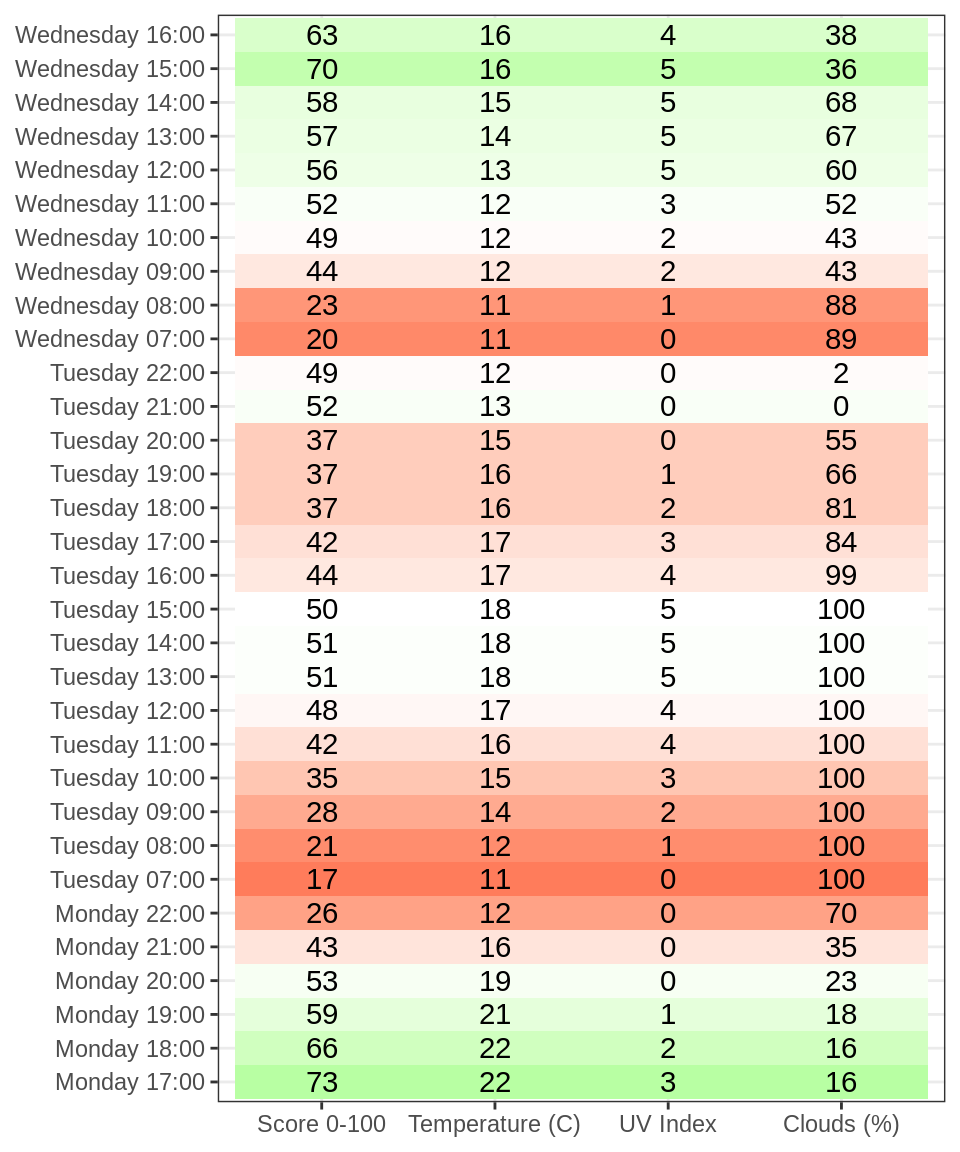 Wednesday 16:00 63 16 4 38
Wednesday 15:00 70 16 5 36
Wednesday 14:00 58 15 5 68
Wednesday 13:00 57 14 5 67
Wednesday 12:00 56 13 5 60
Wednesday 11:00 52 12 3 52
Wednesday 10:00 49 12 2 43
Wednesday 09:00 44 12 2 43
Wednesday 08:00 23 11 1 88
Wednesday 07:00 20 11 0 89
Tuesday 22:00 49 12 0 2
Tuesday 21:00 52 13 0 0
Tuesday 20:00 37 15 0 55
Tuesday 19:00 37 16 1 66
Tuesday 18:00 37 16 2 81
Tuesday 17:00 42 17 3 84
Tuesday 16:00 44 17 4 99
Tuesday 15:00 50 18 5 100
Tuesday 14:00 51 18 5 100
Tuesday 13:00 51 18 5 100
Tuesday 12:00 48 17 4 100
Tuesday 11:00 42 16 4 100
Tuesday 10:00 35 15 3 100
Tuesday 09:00 28 14 2 100
Tuesday 08:00 21 12 1 100
Tuesday 07:00 17 11 0 100
Monday 22:00 26 12 0 70
Monday 21:00 43 16 0 35
Monday 20:00 53 19 0 23
Monday 19:00 59 21 1 18
Monday 18:00 66 22 2 16
Monday 17:00 73 22 3 16
Score 0-100 Temperature (C) UV Index Clouds (%)